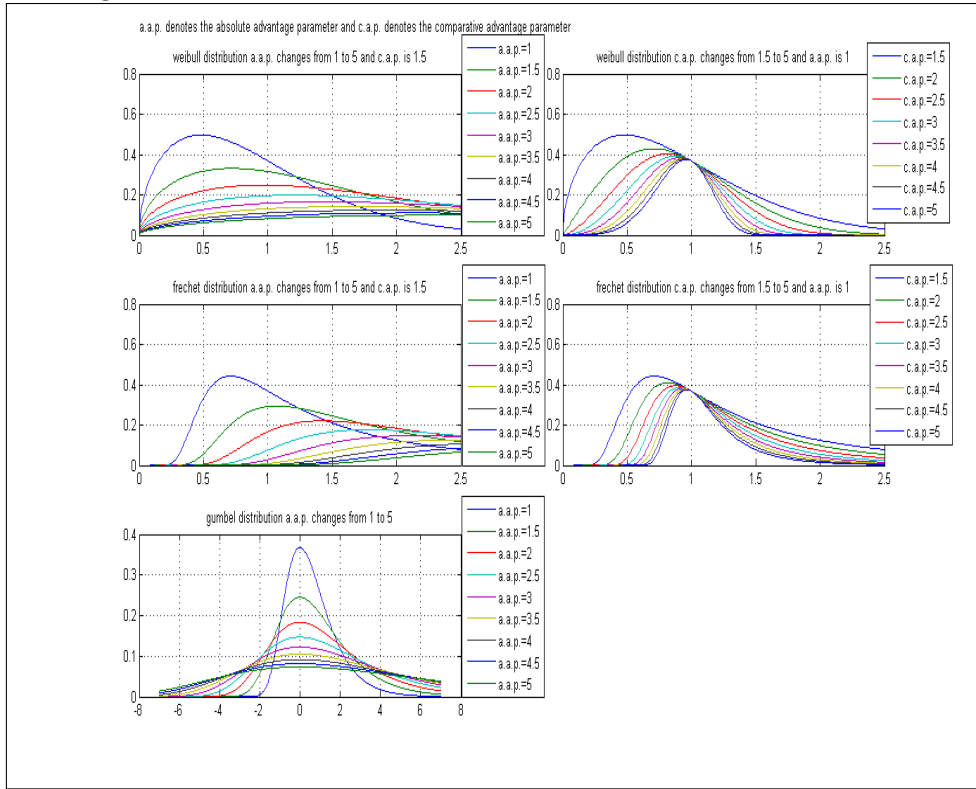 a.a.p. denotes the absolute advantage parameter and c.a.p. denotes the comparative advantage parameter
weibull distribution a.a.p. changes from 1 to 5 and c.a.p. is 1.5
0.8
0.6
0.4
0.2
0
0 0.5 1 1.5 2 2.5
a.a.p.=1
a.a.p.=1.5
a.a.p.=2
a.a.p.=2.5
a.a.p.=3
a.a.p.=3.5
a.a.p.=4
a.a.p.=4.5
a.a.p.=5
weibull distribution c.a.p. changes from 1.5 to 5 and a.a.p. is 1
0.8
0.6
0.4
0.2
0
0 0.5 1 1.5 2 2.5
c.a.p.=1.5
c.a.p.=2
c.a.p.=2.5
c.a.p.=3
c.a.p.=3.5
c.a.p.=4
c.a.p.=4.5
c.a.p.=5
frechet distribution a.a.p. changes from 1 to 5 and c.a.p. is 1.5
0.8
0.6
0.4
0.2
0
0 0.5 1 1.5 2 2.5
a.a.p.=1
a.a.p.=1.5
a.a.p.=2
a.a.p.=2.5
a.a.p.=3
a.a.p.=3.5
a.a.p.=4
a.a.p.=4.5
a.a.p.=5
frechet distribution c.a.p. changes from 1.5 to 5 and a.a.p. is 1
0.8
0.6
0.4
0.2
0
0 0.5 1 1.5 2 2.5
c.a.p.=1.5
c.a.p.=2
c.a.p.=2.5
c.a.p.=3
c.a.p.=3.5
c.a.p.=4
c.a.p.=4.5
c.a.p.=5
gumbel distribution a.a.p. changes from 1 to 5
0.4
0.3
0.2
0.1
0
-8 -6 -4 -2 0 2 4 6 8
a.a.p.=1
a.a.p.=1.5
a.a.p.=2
a.a.p.=2.5
a.a.p.=3
a.a.p.=3.5
a.a.p.=4
a.a.p.=4.5
a.a.p.=5